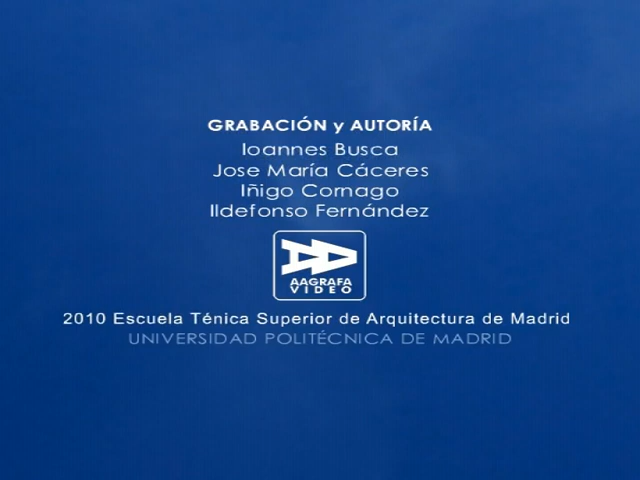 GRABACIÓN y AUTORÍA
Ioannes Busca
Jose María Cáceres
Iñigo Cornago
Ildefonso Fernández
AAGRAFA
VIDEO
2010 Escuela Ténica Superior de Arquitectura de Madrid
UNIVERSIDAD POLITÉCNICA DE MADRID